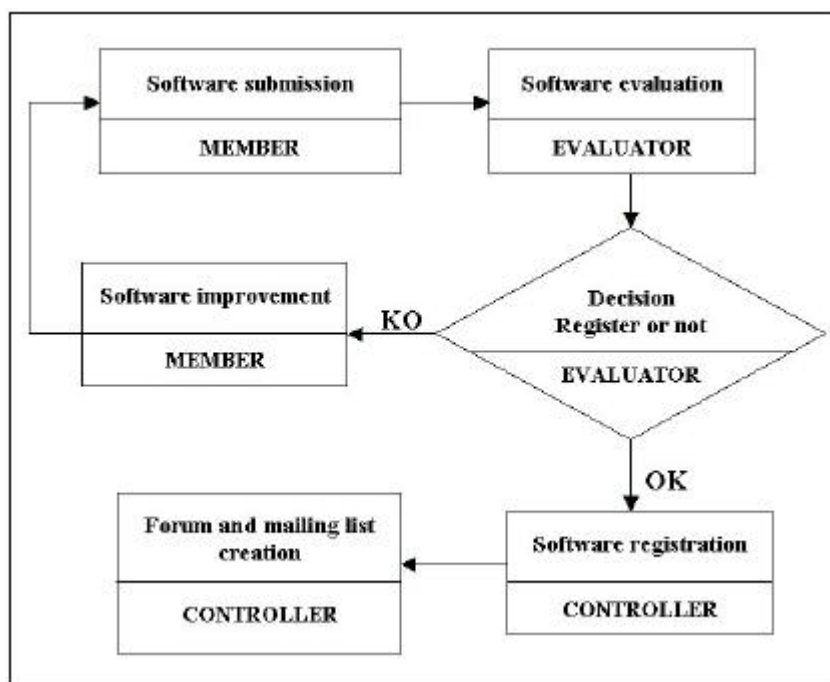 Software submission
MEMBER
Software evaluation
EVALUATOR
Decision
Register or not
EVALUATOR
KO
Software improvement
MEMBER
OK
Software registration
CONTROLLER
Forum and mailing list
creation
CONTROLLER